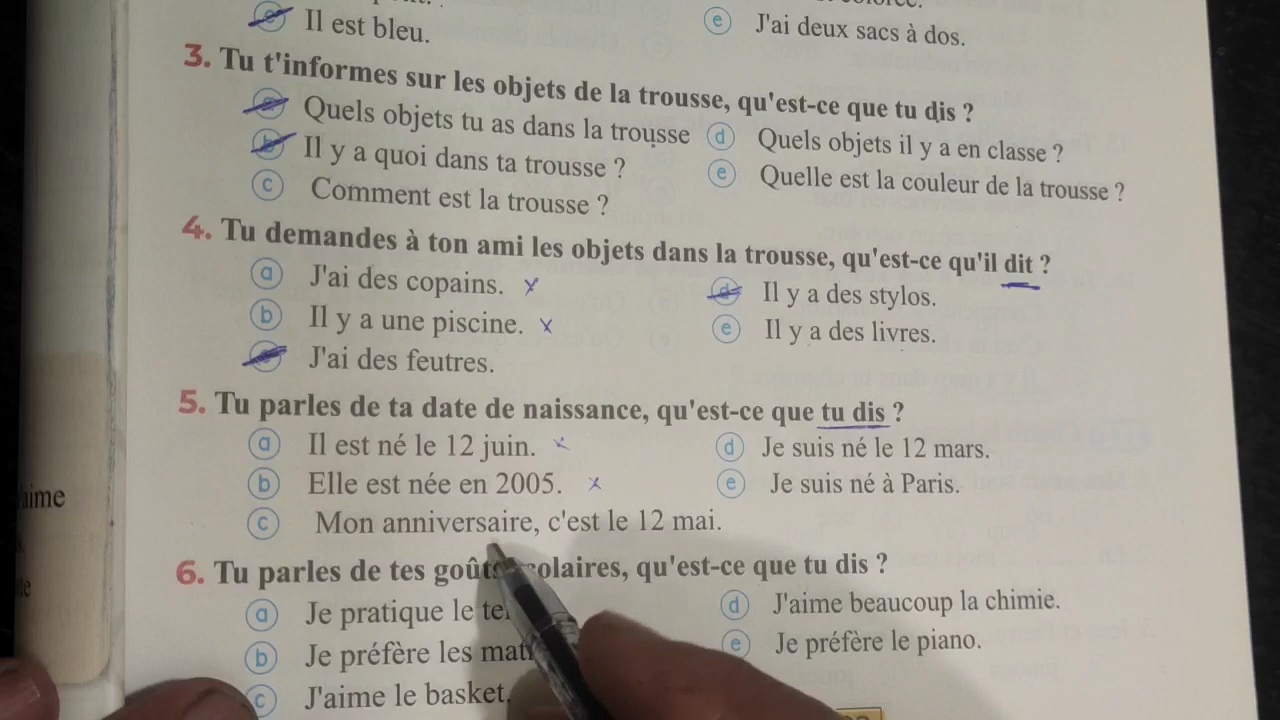 Il est bleu.
e J'ai deux sacs à dos.
3. Tu t'informes sur les objets de la trousse, qu'est-ce que tu dis ?
a Quels objets tu as dans la trousse
d Quels objets il y a en classe ?
b Il y a quoi dans ta trousse ?
e Quelle est la couleur de la trousse ?
c Comment est la trousse ?
4. Tu demandes à ton ami les objets dans la trousse, qu'est-ce qu'il dit ?
a J'ai des copains. x
d Il y a des stylos.
b Il y a une piscine. x
e Il y a des livres.
c J'ai des feutres.
5. Tu parles de ta date de naissance, qu'est-ce que tu dis ?
a Il est né le 12 juin. x
d Je suis né le 12 mars.
b Elle est née en 2005. x
e Je suis né à Paris.
c Mon anniversaire, c'est le 12 mai.
6. Tu parles de tes goûts scolaires, qu'est-ce que tu dis ?
a Je pratique le
d J'aime beaucoup la chimie.
b Je préfère les
e Je préfère le piano.
c J'aime le basket.